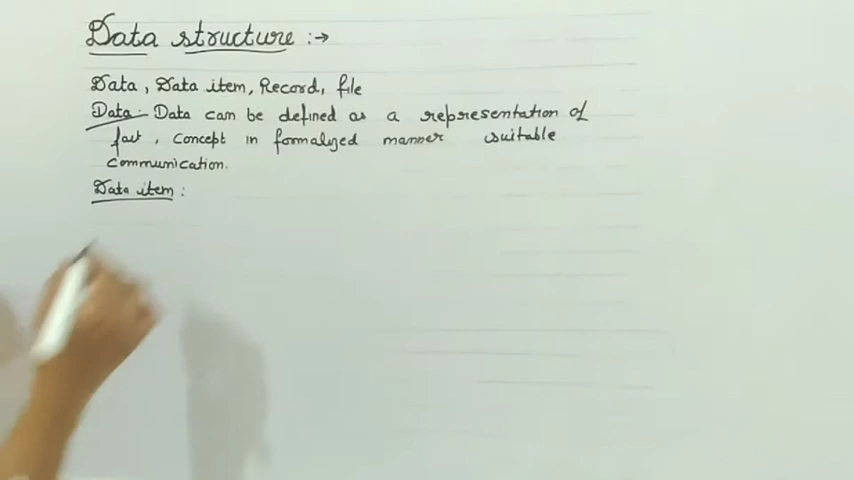 Data structure :→
Data, Data item, Record, file
Data:- Data can be defined as a representation of
fact, concept in formalized manner suitable
communication.
Data item: